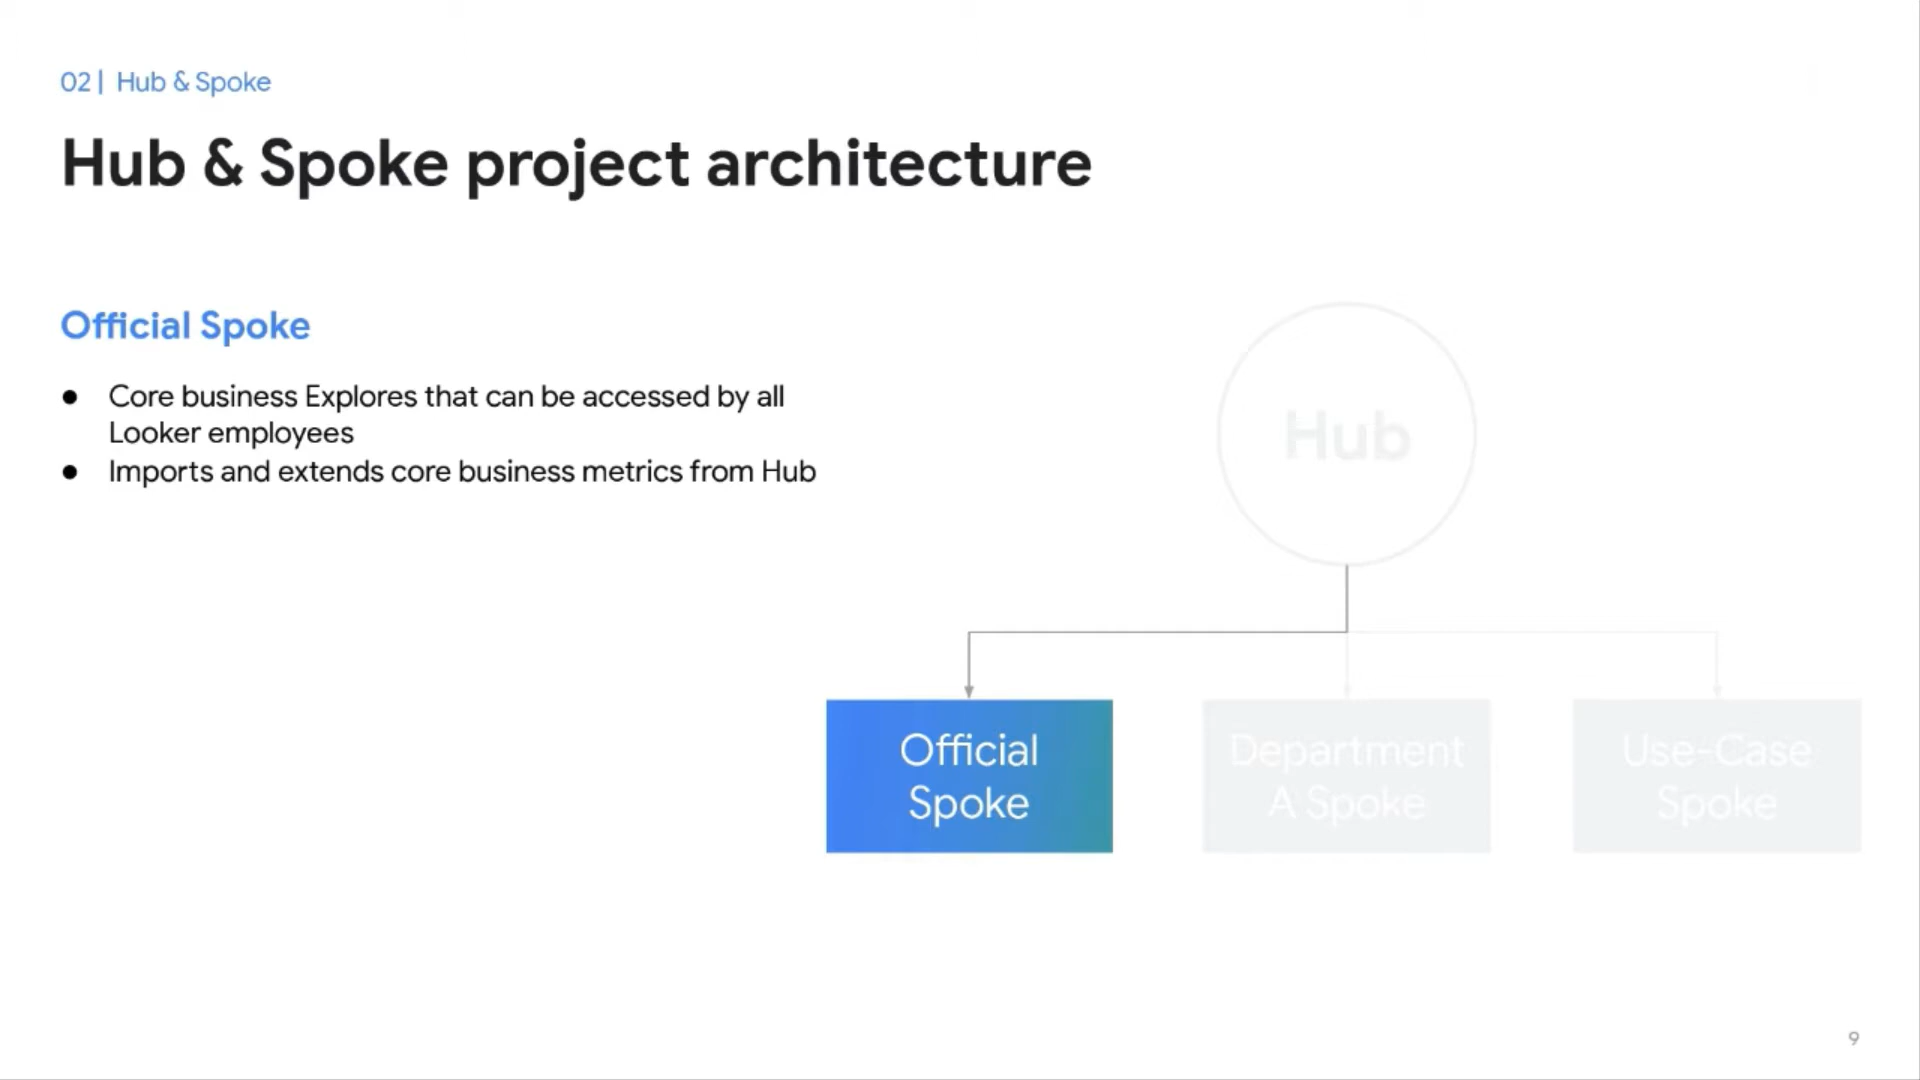 02 | Hub & Spoke
Hub & Spoke project architecture
Official Spoke
● Core business Explores that can be accessed by all
Looker employees
● Imports and extends core business metrics from Hub
Hub
Official
Spoke
Department
A Spoke
Use-Case
Spoke
9